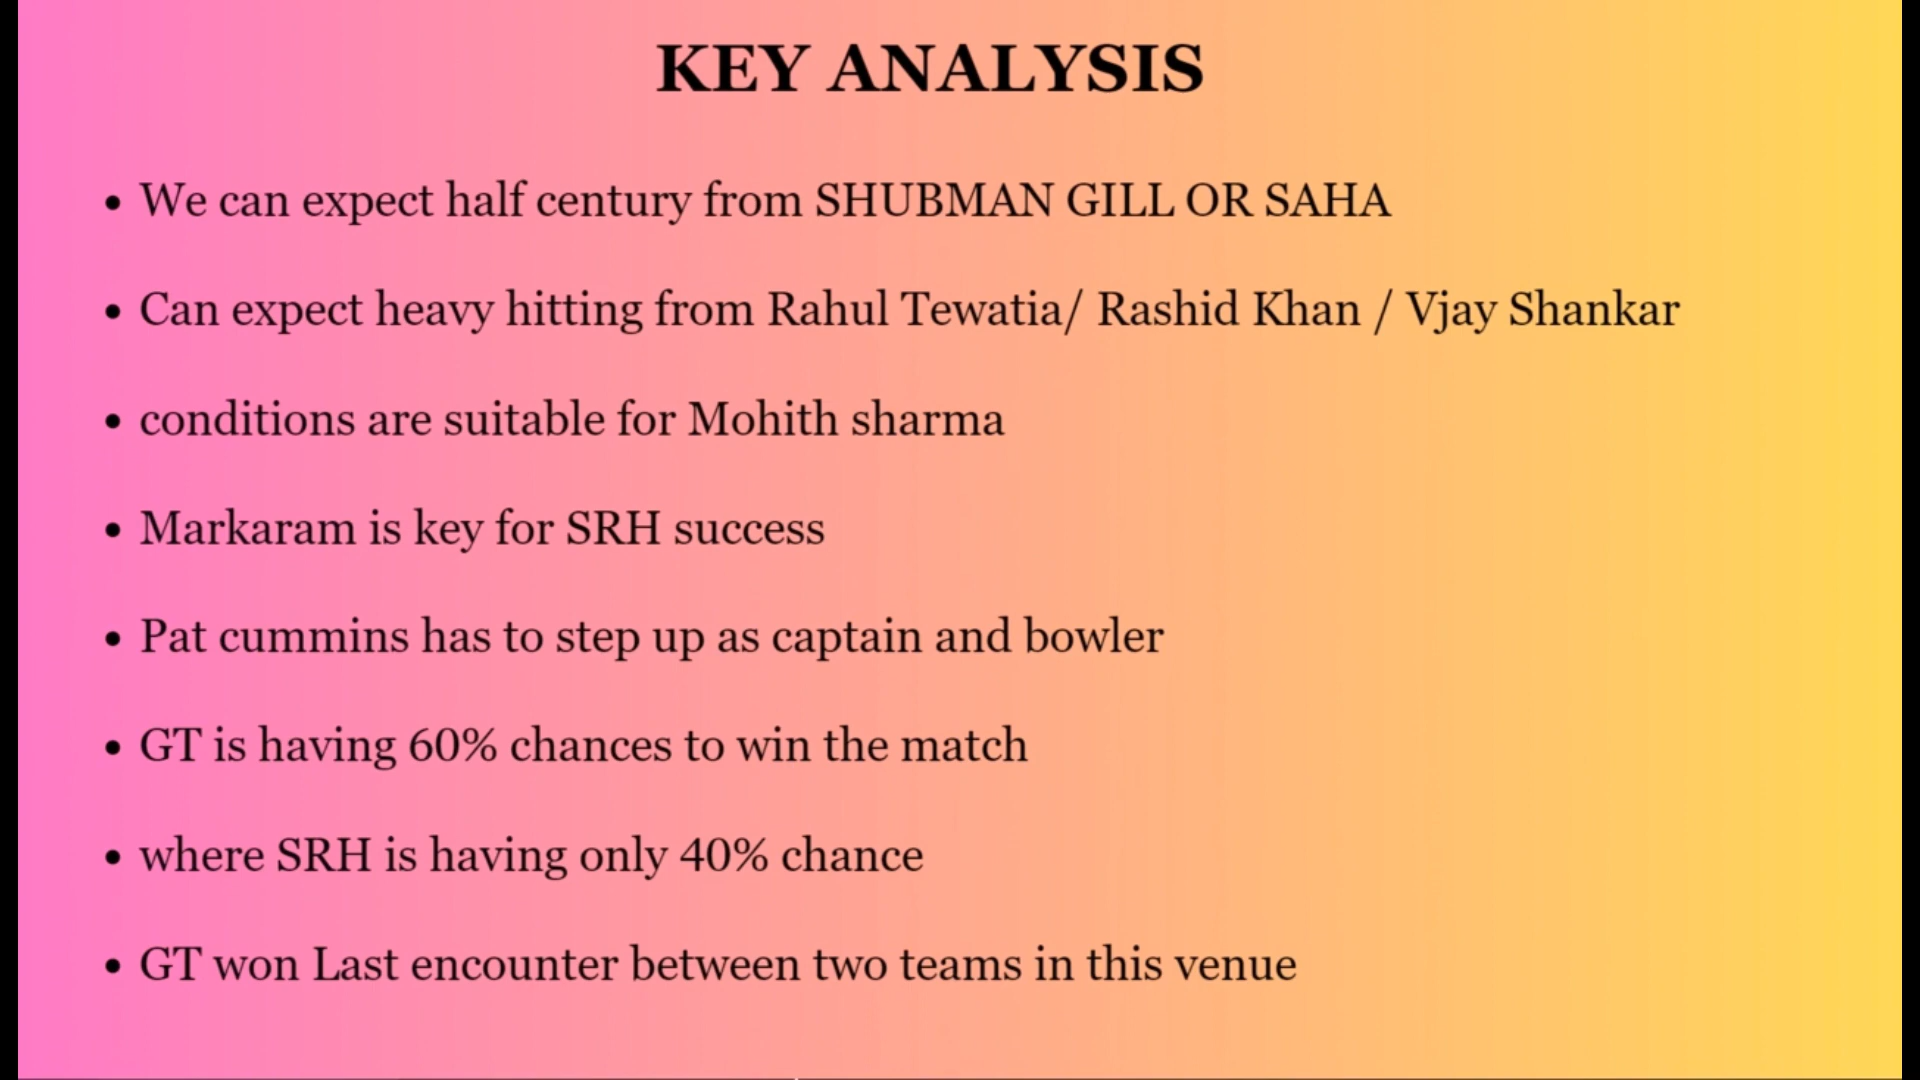 KEY ANALYSIS
• We can expect half century from SHUBMAN GILL OR SAHA
• Can expect heavy hitting from Rahul Tewatia/ Rashid Khan / Vjay Shankar
• conditions are suitable for Mohith sharma
• Markaram is key for SRH success
• Pat cummins has to step up as captain and bowler
• GT is having 60% chances to win the match
• where SRH is having only 40% chance
• GT won Last encounter between two teams in this venue